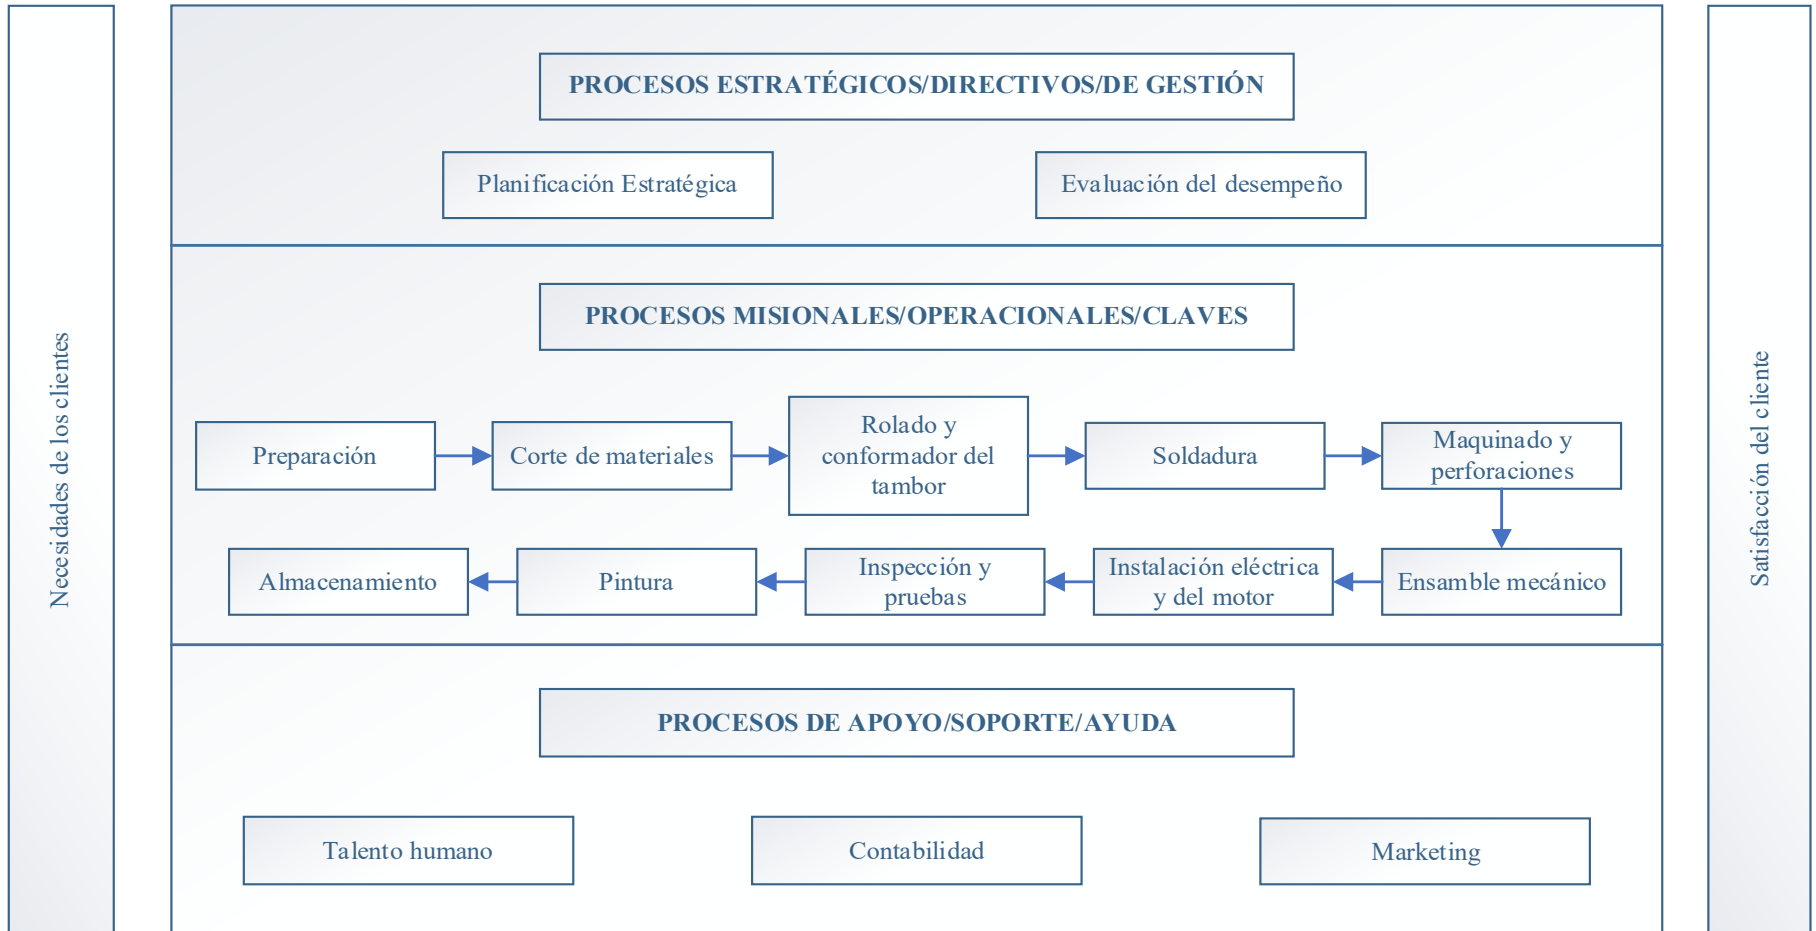 Necesidades de los clientes
PROCESOS ESTRATÉGICOS/DIRECTIVOS/DE GESTIÓN
Planificación Estratégica
Evaluación del desempeño
PROCESOS MISIONALES/OPERACIONALES/CLAVES
Preparación
Corte de materiales
Rolado y
conformador del
tambor
Soldadura
Maquinado y
perforaciones
Almacenamiento
Pintura
Inspección y
pruebas
Instalación eléctrica
y del motor
Ensamble mecánico
PROCESOS DE APOYO/SOPORTE/AYUDA
Talento humano
Contabilidad
Marketing
Satisfacción del cliente